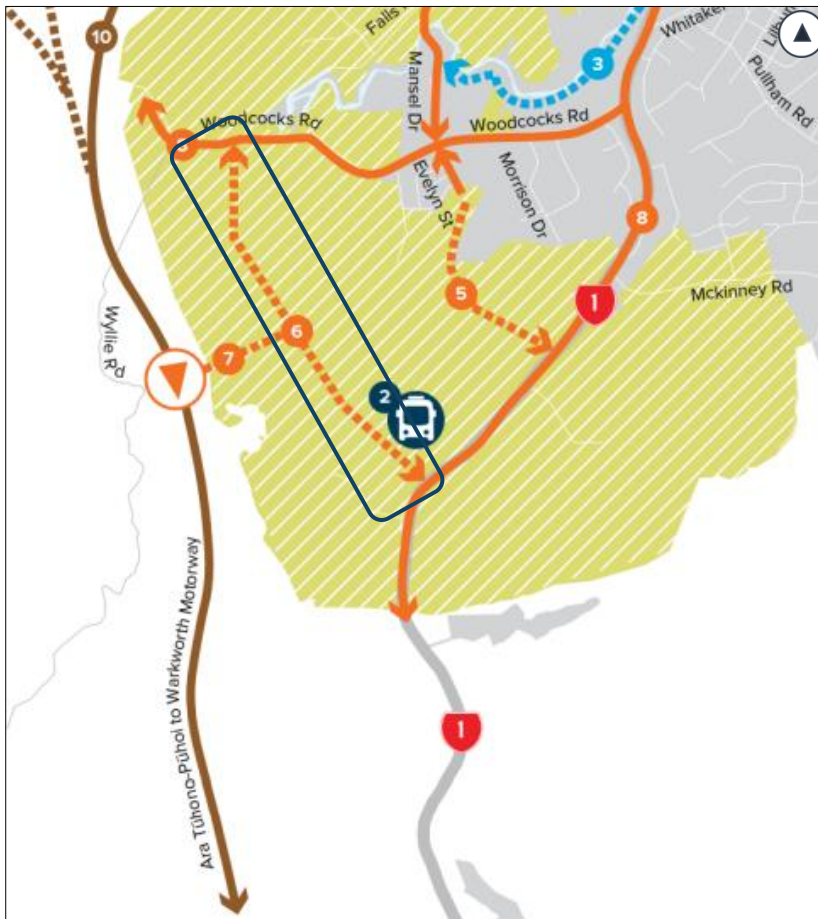 10
Falls
Whitaker
3
Mansel Dr
Pulham Rd
Woodcocks Rd
Woodcocks Rd
Evelyn St
Morrison Dr
8
Mckinney Rd
1
5
Wyllie Rd
6
7
2
Ara Tūhono-Pūhoi to Warkworth Motorway
1